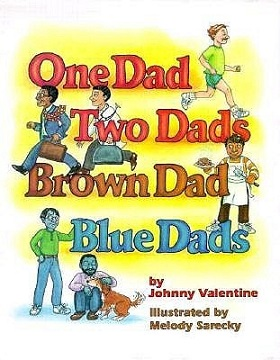 One Dad
Two Dads
Brown Dad
Blue Dads
by
Johnny Valentine
Illustrated by
Melody Sarecky